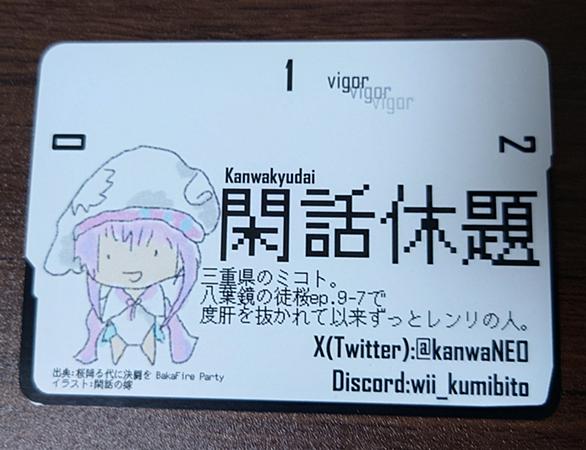 1
vigor
vigor
vigor
0
2
Kanwakyudai
閑話休題
三重県のミコト。
八葉鏡の徒桜ep.9-7で
度肝を抜かれて以来ずっとレンリの人。
X(Twitter):@kanwaNEO
Discord:wii_kumibito
出典:桜降る代に決闘を BakaFire Party
イラスト:閑話の嫁